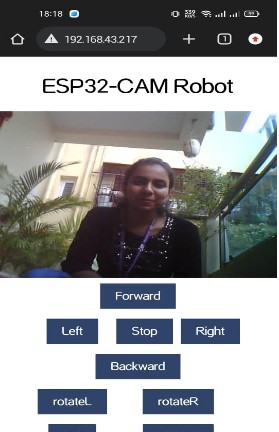 18:18
192.168.43.217
1
ESP32-CAM Robot
Forward
Left Stop Right
Backward
rotateL rotateR